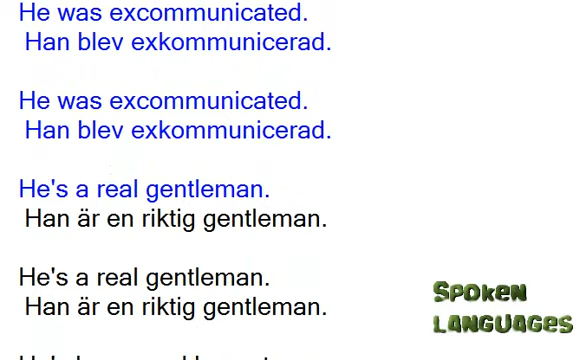 He was excommunicated.
Han blev exkommunicerad.
He was excommunicated.
Han blev exkommunicerad.
He's a real gentleman.
Han är en riktig gentleman.
He's a real gentleman.
Han är en riktig gentleman.
Spoken
Languages